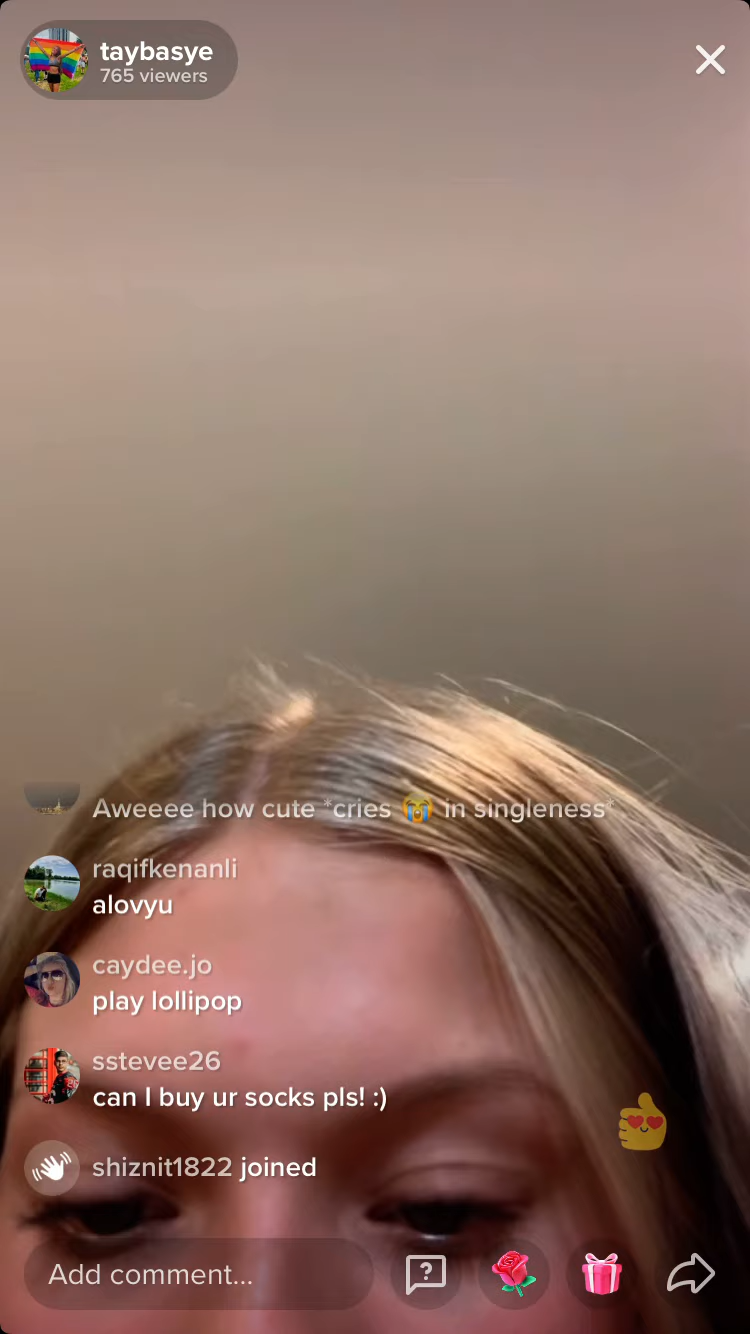 taybasye
765 viewers
Aweeee how cute *cries 😭 in singleness*
raqifkenanli
alovyu
caydee.jo
play lollipop
sstevee26
can I buy ur socks pls! :)
shiznit1822 joined
Add comment...